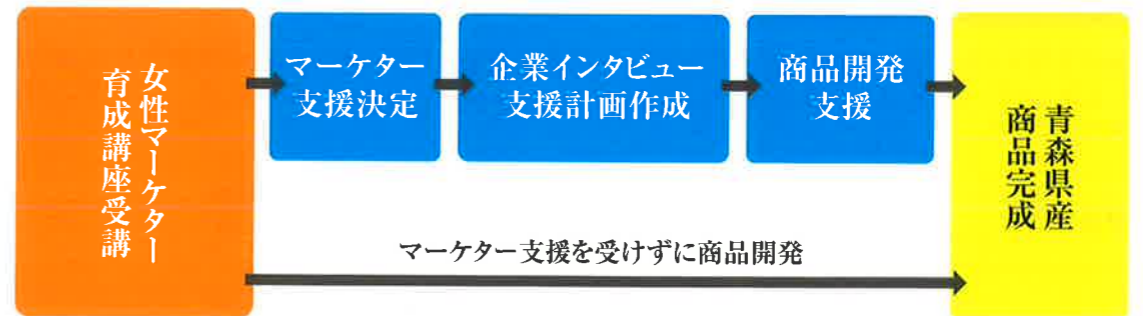 女性マーケター
育成講座受講
マーケター
支援決定
企業インタビュー
支援計画作成
商品開発
支援
マーケター支援を受けずに商品開発
青森県産
商品完成